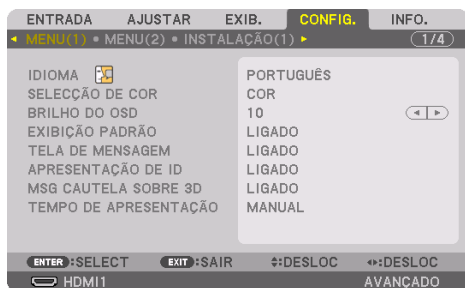 ENTRADA AJUSTAR EXIB. CONFIG. INFO.
MENU(1) • MENU(2) • INSTALAÇÃO(1) 1/4
IDIOMA PORTUGUÊS
SELECÇÃO DE COR COR
BRILHO DO OSD 10
EXIBIÇÃO PADRÃO LIGADO
TELA DE MENSAGEM LIGADO
APRESENTAÇÃO DE ID LIGADO
MSG CAUTELA SOBRE 3D LIGADO
TEMPO DE APRESENTAÇÃO MANUAL
ENTER :SELECT EXIT :SAIR :DESLOC :DESLOC
HDMI1 AVANÇADO